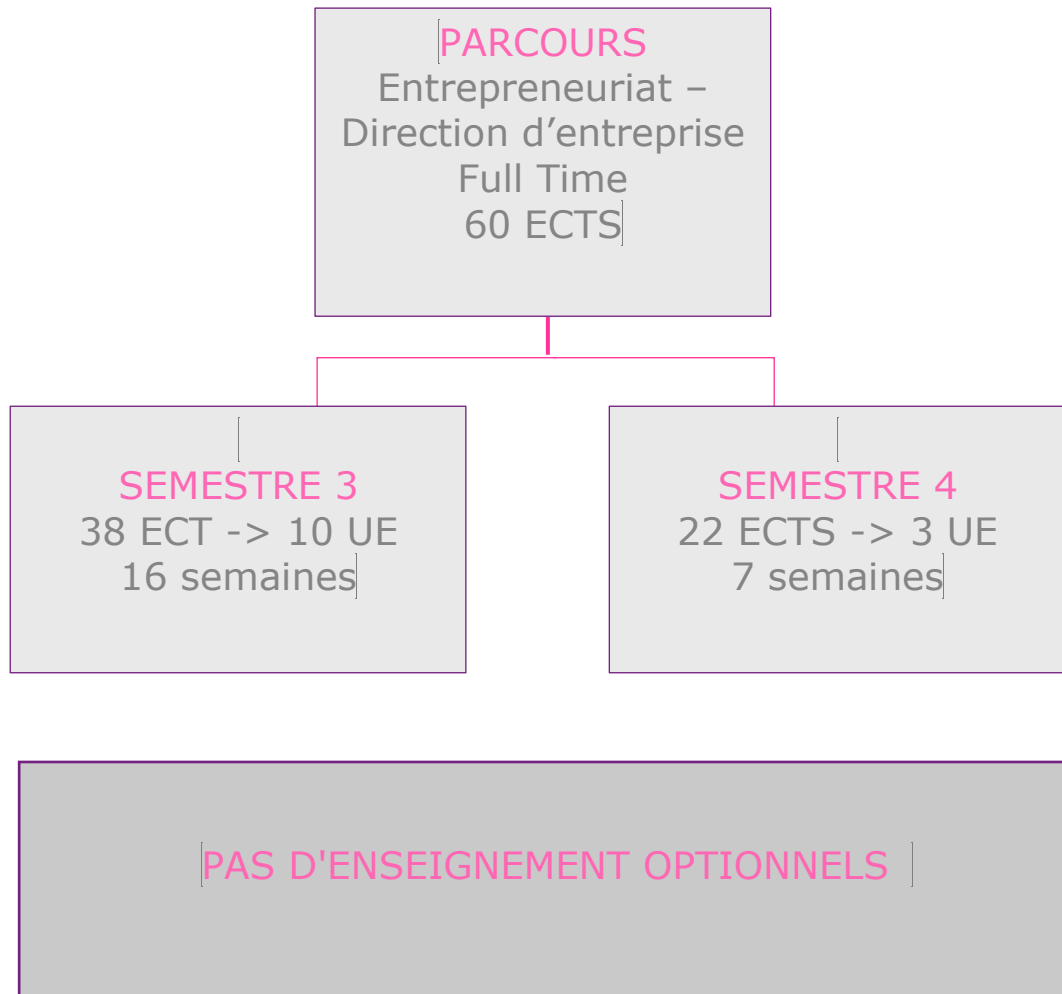 PARCOURS
Entrepreneuriat –
Direction d’entreprise
Full Time
60 ECTS
SEMESTRE 3
38 ECT -> 10 UE
16 semaines
SEMESTRE 4
22 ECTS -> 3 UE
7 semaines
PAS D'ENSEIGNEMENT OPTIONNELS